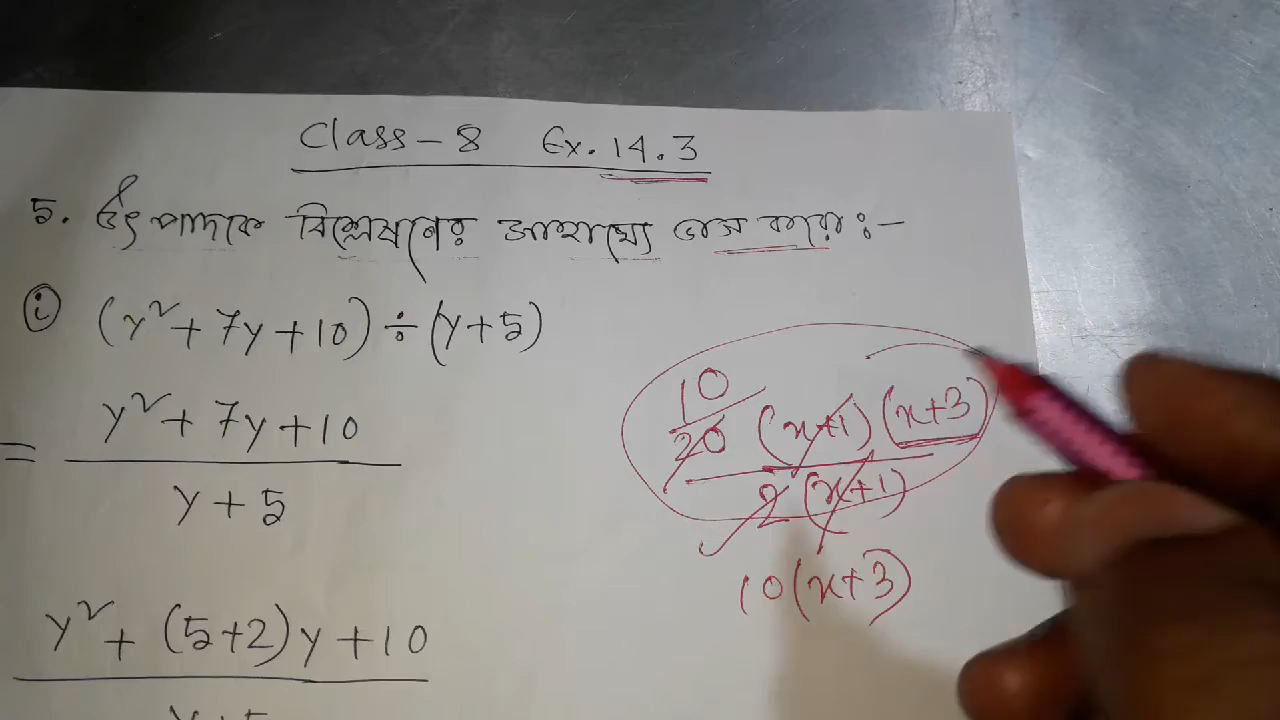 Class - 8 Ex. 14.3
5. উৎপাদকে বিশ্লেষণের সাহায্যে ভাগ করো :-
(i) (y² + 7y + 10) ÷ (y + 5)
= (y² + 7y + 10) / (y + 5)
10
20 (x+1) (x+3)
2 (x+1)
10(x+3)
y² + (5+2)y + 10
y + 5